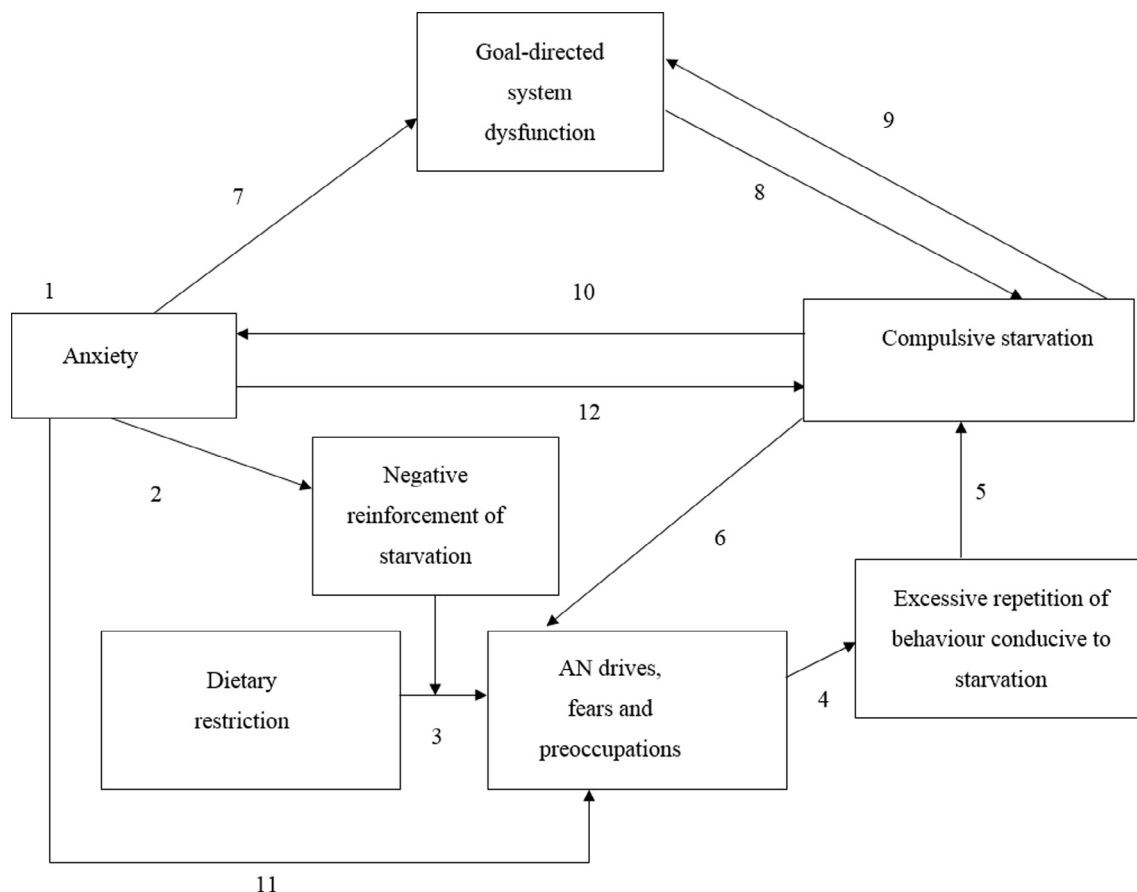 Goal-directed
system
dysfunction
9
8
7
1
10
Anxiety
Compulsive starvation
12
2
Negative
reinforcement of
starvation
5
6
Excessive repetition of
behaviour conducive to
starvation
Dietary
restriction
3
AN drives,
fears and
preoccupations
4
11